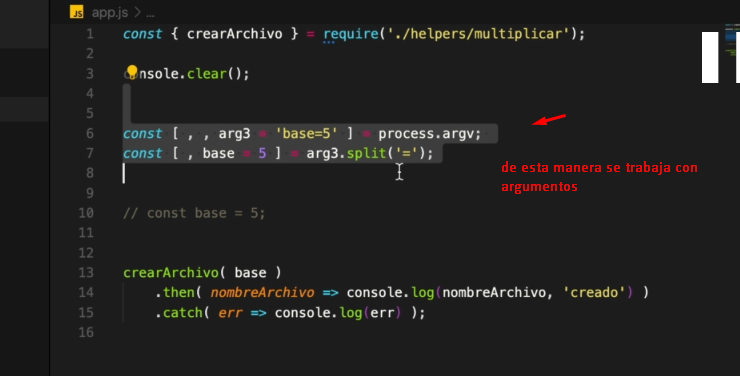 JS app.js > ...
1 const { crearArchivo } = require('./helpers/multiplicar');
2
3 console.clear();
4
5
6 const [ , , arg3 = 'base=5' ] = process.argv;
7 const [ , base = 5 ] = arg3.split('=');
8
de esta manera se trabaja con
argumentos
9
10 // const base = 5;
11
12
13 crearArchivo( base )
14 .then( nombreArchivo => console.log(nombreArchivo, 'creado') )
15 .catch( err => console.log(err) );
16